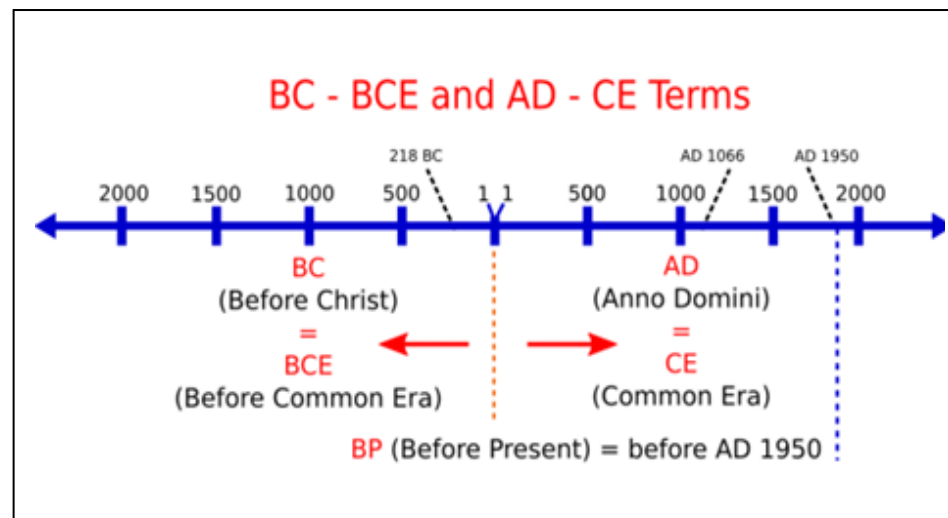 BC - BCE and AD - CE Terms
218 BC AD 1066 AD 1950
2000 1500 1000 500 1 1 500 1000 1500 2000
BC AD
(Before Christ) (Anno Domini)
= =
BCE CE
(Before Common Era) (Common Era)
BP (Before Present) = before AD 1950